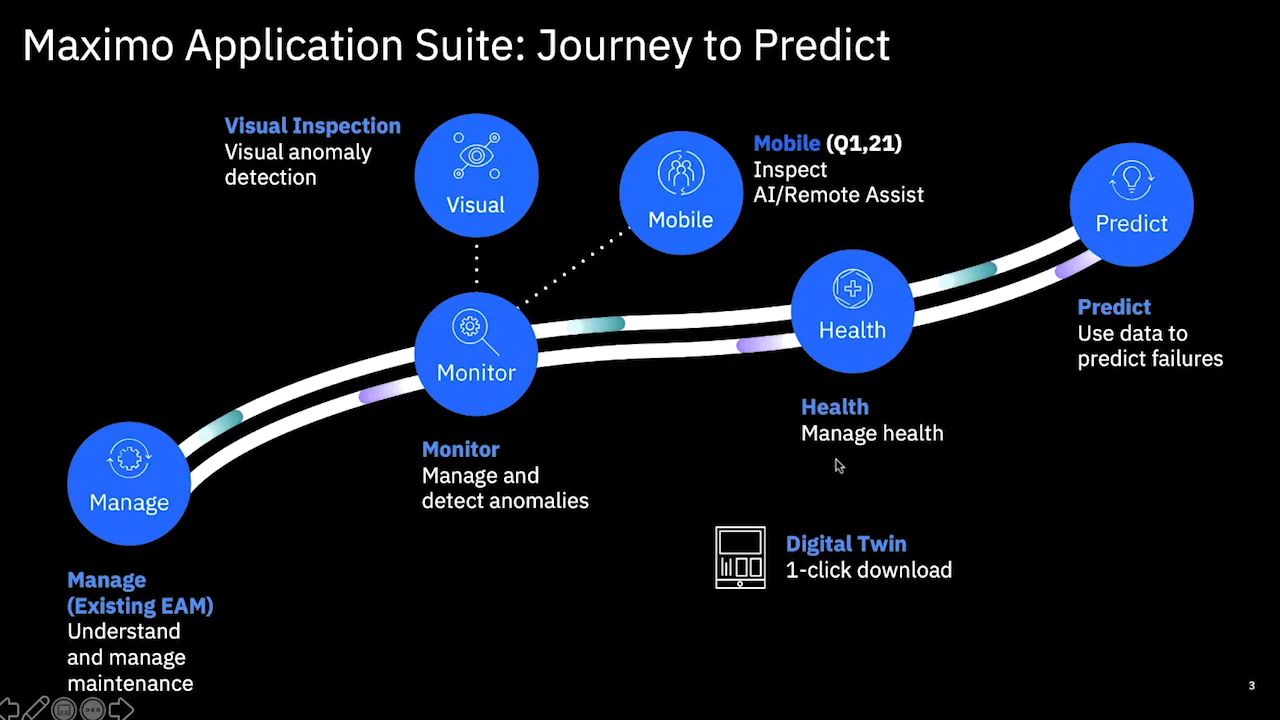 Maximo Application Suite: Journey to Predict
Visual Inspection
Visual anomaly
detection
Visual
Mobile
Mobile (Q1,21)
Inspect
AI/Remote Assist
Predict
Predict
Use data to
predict failures
Health
Health
Manage health
Monitor
Monitor
Manage and
detect anomalies
Manage
Manage
(Existing EAM)
Understand
and manage
maintenance
Digital Twin
1-click download
3